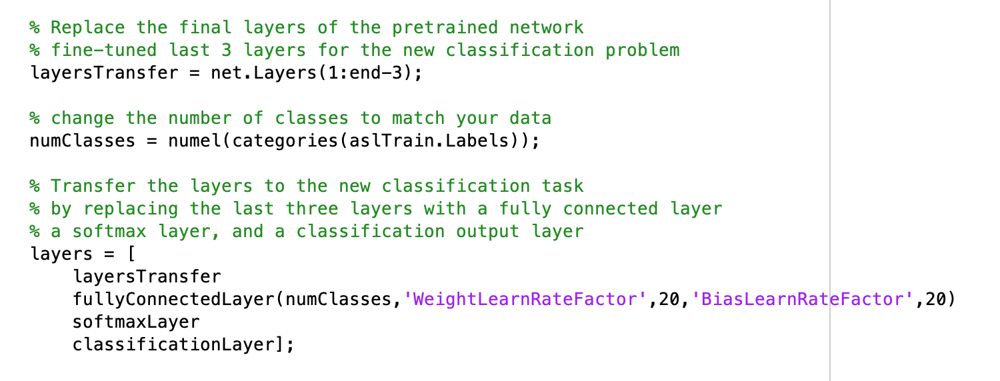 % Replace the final layers of the pretrained network
% fine-tuned last 3 layers for the new classification problem
layersTransfer = net.Layers(1:end-3);
% change the number of classes to match your data
numClasses = numel(categories(aslTrain.Labels));
% Transfer the layers to the new classification task
% by replacing the last three layers with a fully connected layer
% a softmax layer, and a classification output layer
layers = [
    layersTransfer
    fullyConnectedLayer(numClasses,'WeightLearnRateFactor',20,'BiasLearnRateFactor',20)
    softmaxLayer
    classificationLayer];